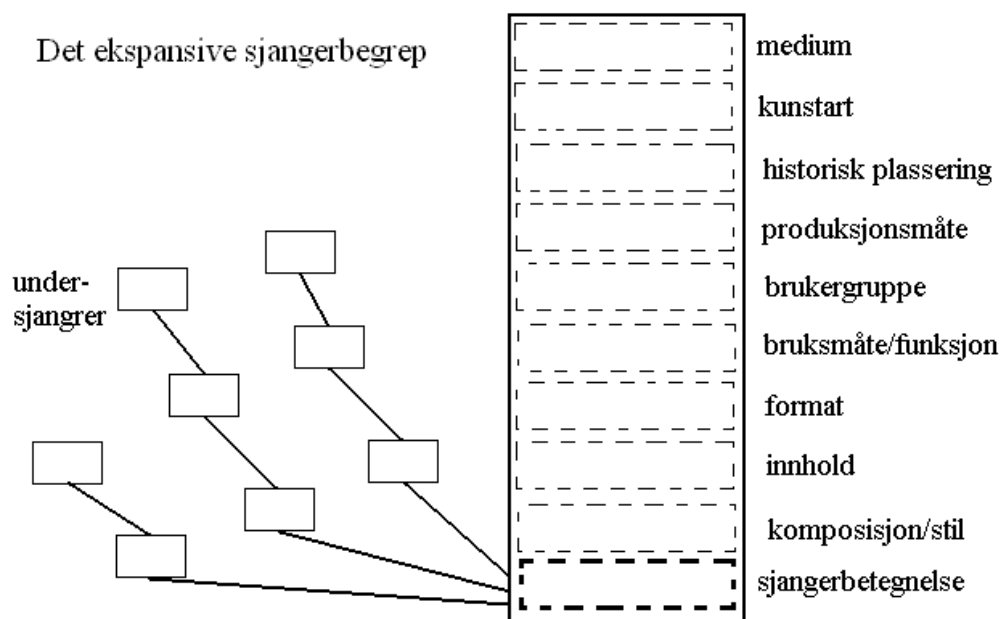 Det ekspansive sjangerbegrep
medium
kunstart
historisk plassering
produksjonsmåte
brukergruppe
bruksmåte/funksjon
format
innhold
komposisjon/stil
sjangerbetegnelse
under-
sjangrer